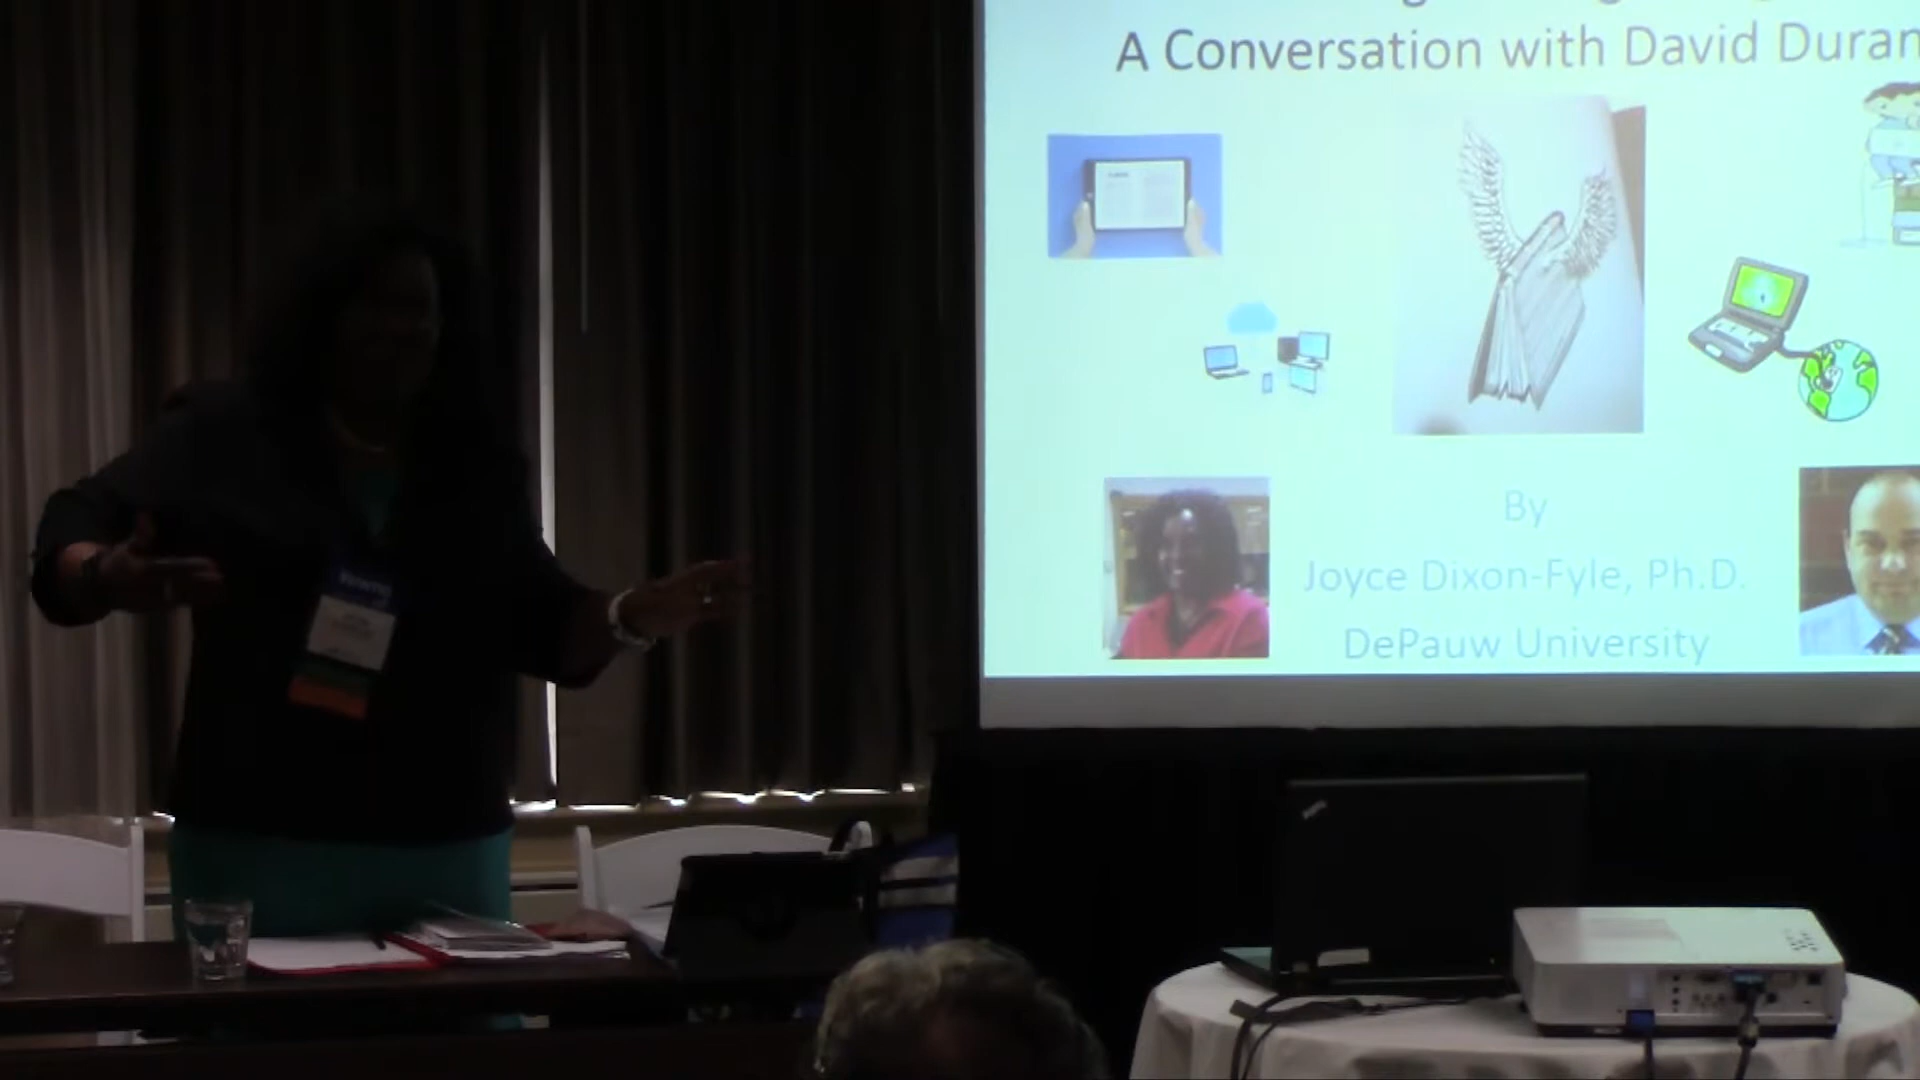 A Conversation with David Duran
By
Joyce Dixon-Fyle, Ph.D.
DePauw University